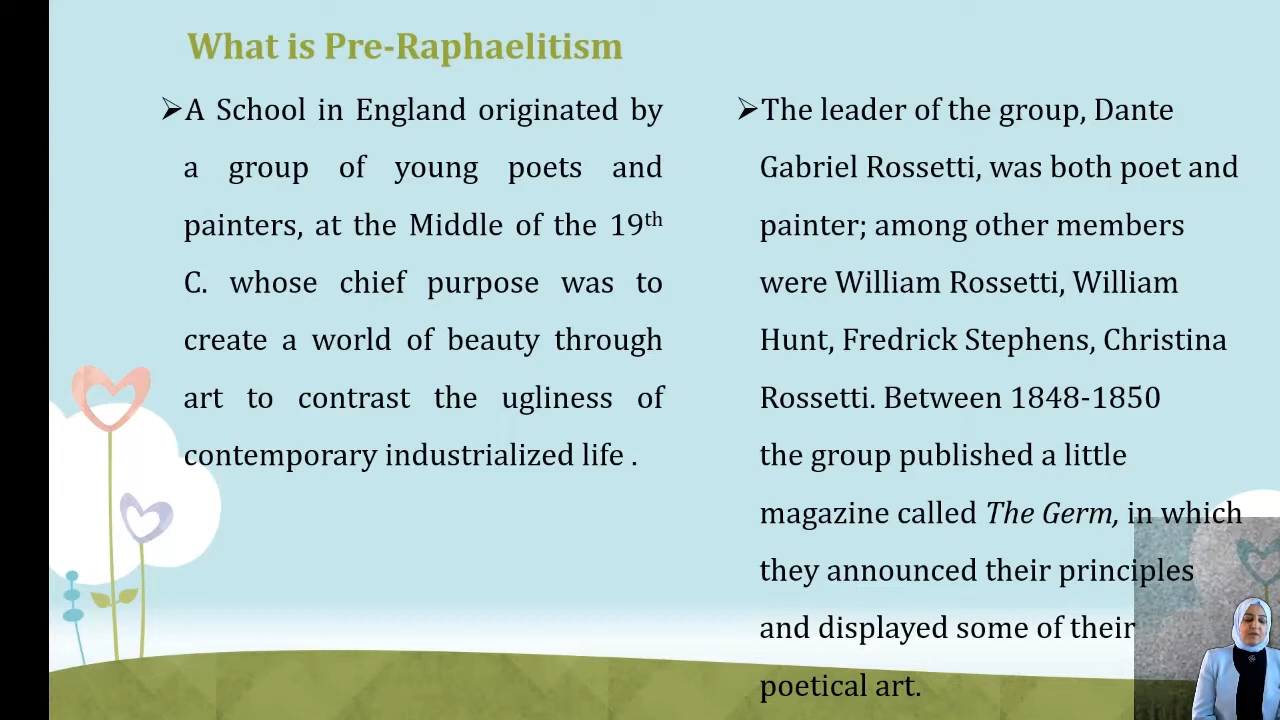 What is Pre-Raphaelitism
➢A School in England originated by
a group of young poets and
painters, at the Middle of the 19th
C. whose chief purpose was to
create a world of beauty through
art to contrast the ugliness of
contemporary industrialized life .
➢The leader of the group, Dante
Gabriel Rossetti, was both poet and
painter; among other members
were William Rossetti, William
Hunt, Fredrick Stephens, Christina
Rossetti. Between 1848-1850
the group published a little
magazine called The Germ, in which
they announced their principles
and displayed some of their
poetical art.